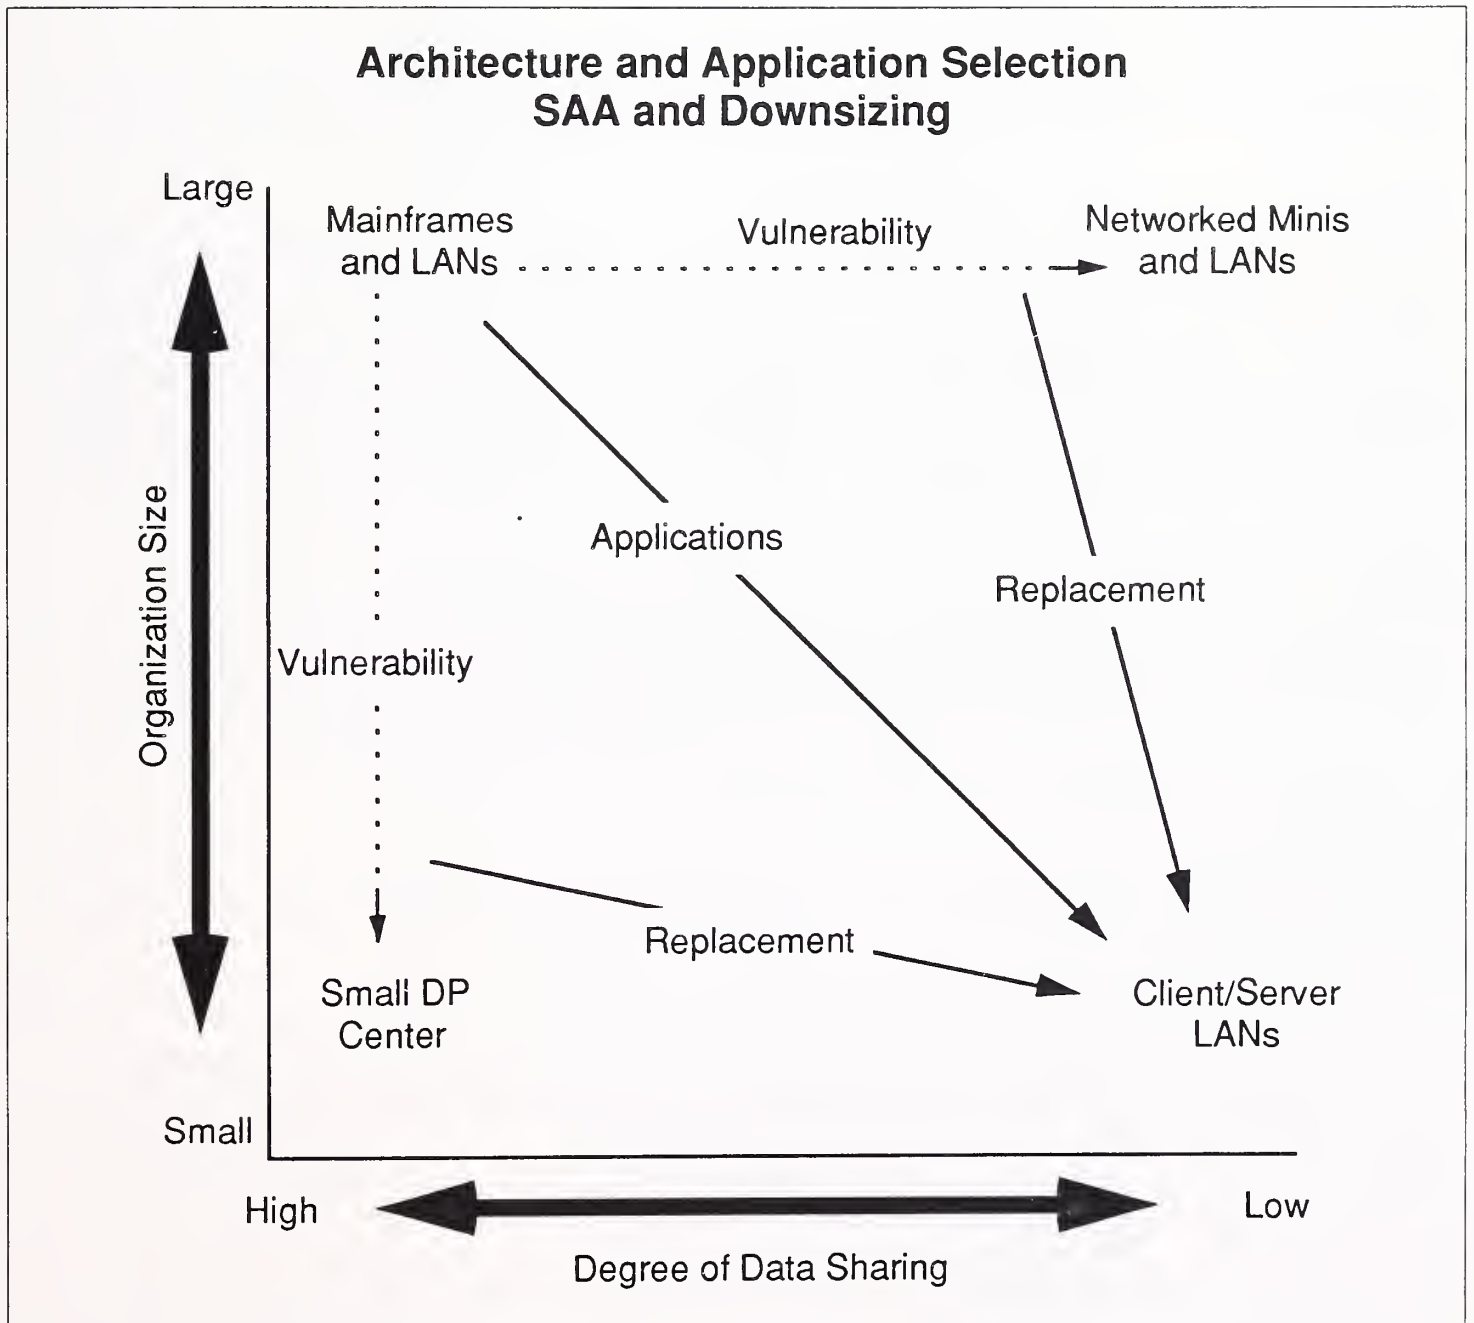 Architecture and Application Selection
SAA and Downsizing
Large
Mainframes
and LANs
Vulnerability
Networked Minis
and LANs
Organization Size
Applications
Replacement
Vulnerability
Replacement
Small DP
Center
Client/Server
LANs
Small
High
Low
Degree of Data Sharing